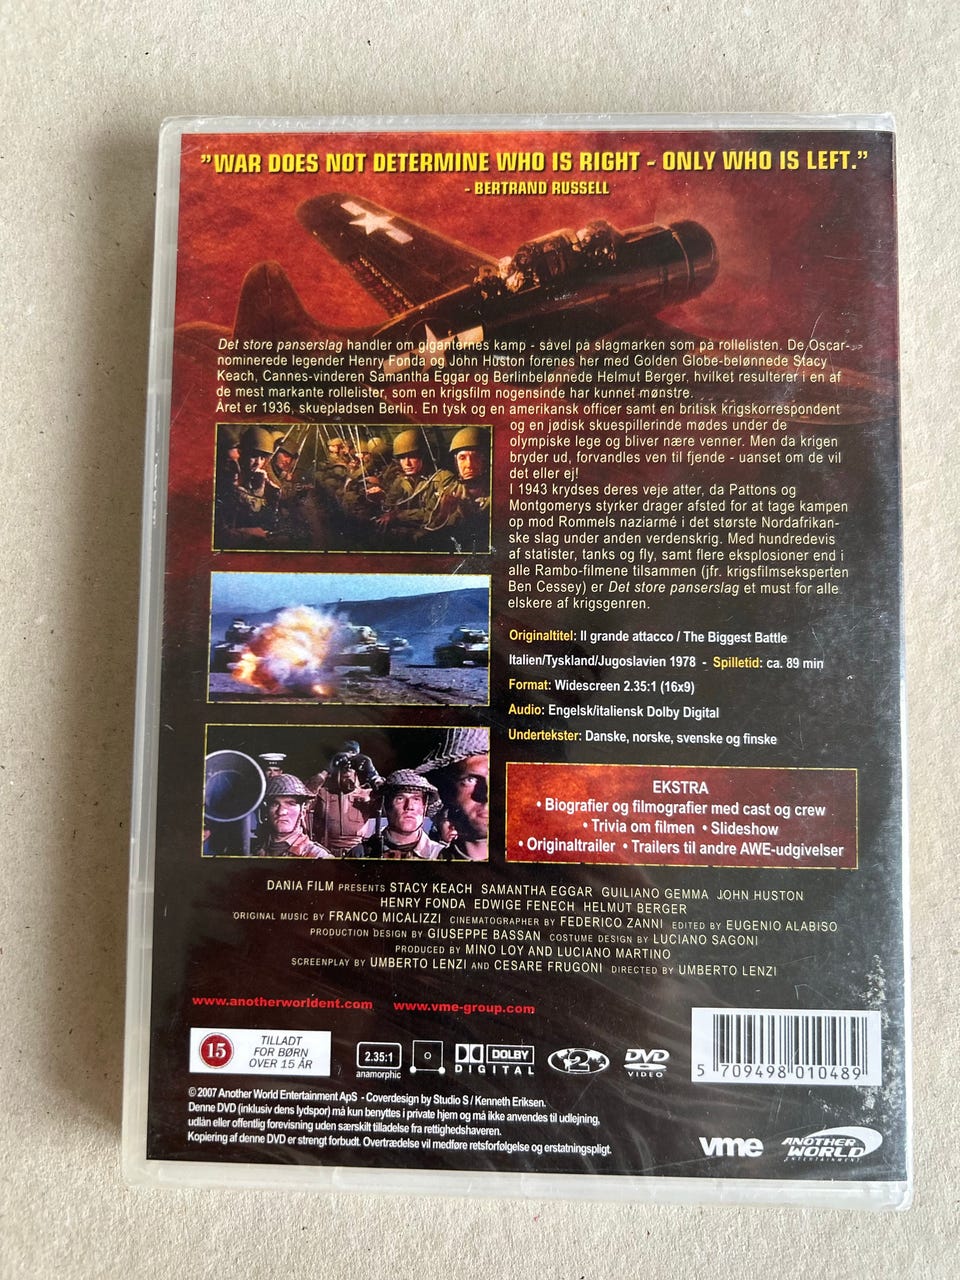 "WAR DOES NOT DETERMINE WHO IS RIGHT - ONLY WHO IS LEFT."
- BERTRAND RUSSELL
Det store panserslag handler om giganternes kamp - såvel på slagmarken som på rollelisten. De Oscar-
nominerede legender Henry Fonda og John Huston forenes her med Golden Globe-belønnede Stacy
Keach, Cannes-vinderen Samantha Eggar og Berlinbelønnede Helmut Berger, hvilket resulterer i en af
de mest markante rollelister, som en krigsfilm nogensinde har kunnet mønstre.
Året er 1936, skuepladsen Berlin. En tysk og en amerikansk officer samt en britisk krigskorrespondent
og en jødisk skuespillerinde mødes under de
olympiske lege og bliver nære venner. Men da krigen
bryder ud, forvandles ven til fjende - uanset om de vil
det eller ej!
I 1943 krydses deres veje atter, da Pattons og
Montgomerys styrker drager afsted for at tage kampen
op mod Rommels naziarmé i det største Nordafrikan-
ske slag under anden verdenskrig. Med hundredevis
af statister, tanks og fly, samt flere eksplosioner end i
alle Rambo-filmene tilsammen (jfr. krigsfilmseksperten
Ben Cessey) er Det store panserslag et must for alle
elskere af krigsgenren.
Originaltitel: Il grande attacco / The Biggest Battle
Italien/Tyskland/Jugoslavien 1978 - Spilletid: ca. 89 min
Format: Widescreen 2.35:1 (16x9)
Audio: Engelsk/italiensk Dolby Digital
Undertekster: Danske, norske, svenske og finske
EKSTRA
• Biografier og filmografier med cast og crew
• Trivia om filmen • Slideshow
• Originaltrailer • Trailers til andre AWE-udgivelser
DANIA FILM PRESENTS STACY KEACH SAMANTHA EGGAR GUILIANO GEMMA JOHN HUSTON
HENRY FONDA EDWIGE FENECH HELMUT BERGER
ORIGINAL MUSIC BY FRANCO MICALIZZI CINEMATOGRAPHER BY FEDERICO ZANNI EDITED BY EUGENIO ALABISO
PRODUCTION DESIGN BY GIUSEPPE BASSAN COSTUME DESIGN BY LUCIANO SAGONI
PRODUCED BY MINO LOY AND LUCIANO MARTINO
SCREENPLAY BY UMBERTO LENZI AND CESARE FRUGONI DIRECTED BY UMBERTO LENZI
www.anotherworldent.com www.vme-group.com
15 TILLADT
FOR BØRN
OVER 15 ÅR
2.35:1
anamorphic
DOLBY
DIGITAL
2
DVD
VIDEO
5 709498 010489
© 2007 Another World Entertainment ApS - Coverdesign by Studio S / Kenneth Eriksen.
Denne DVD (inklusiv dens lydspor) må kun benyttes i private hjem og må ikke anvendes til udlejning,
udlån eller offentlig forevisning uden særskilt tilladelse fra rettighedshaveren.
Kopiering af denne DVD er strengt forbudt. Overtrædelse vil medføre retsforfølgelse og erstatningspligt.
vme
ANOTHER
WORLD
ENTERTAINMENT